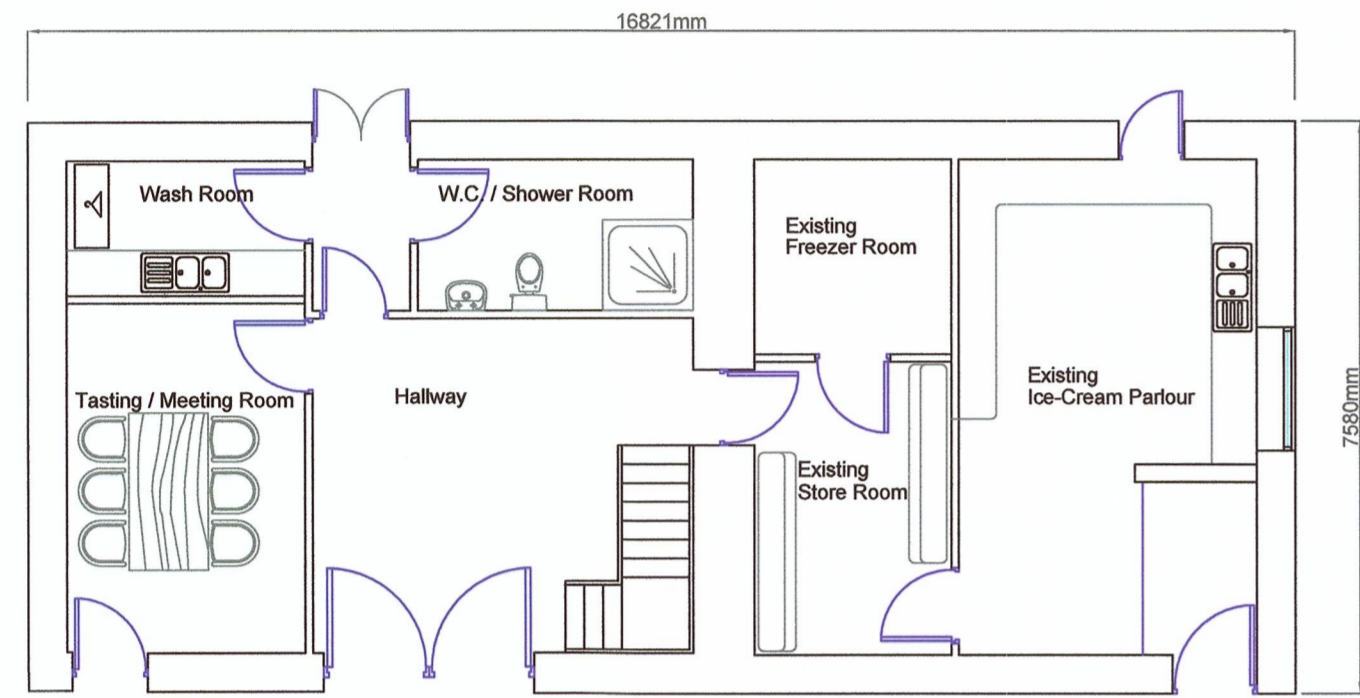 16821mm
Wash Room
W.C. / Shower Room
Existing
Freezer Room
Tasting / Meeting Room
Hallway
Existing
Ice-Cream Parlour
7580mm
Existing
Store Room